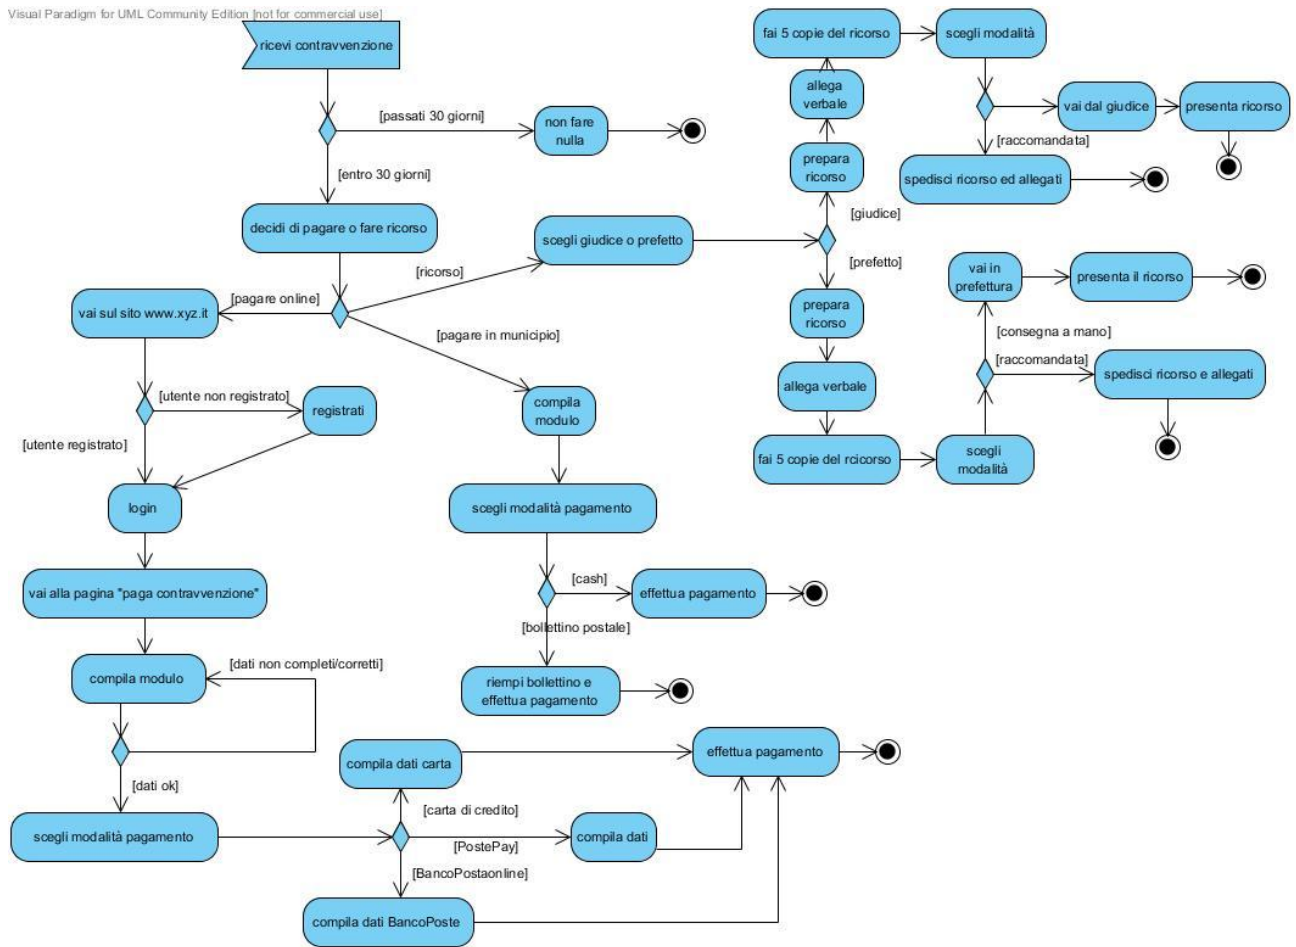 Visual Paradigm for UML Community Edition [not for commercial use]
ricevi contravvenzione
[passati 30 giorni]
non fare
nulla
[entro 30 giorni]
decidi di pagare o fare ricorso
[ricorso]
scegli giudice o prefetto
[giudice]
prepara
ricorso
allega
verbale
fai 5 copie del ricorso
scegli modalità
vai dal giudice
presenta ricorso
[raccomandata]
spedisci ricorso ed allegati
[prefetto]
prepara
ricorso
allega verbale
fai 5 copie del rcicorso
scegli
modalità
[consegna a mano]
vai in
prefettura
presenta il ricorso
[raccomandata]
spedisci ricorso e allegati
[pagare online]
vai sul sito www.xyz.it
[utente non registrato]
registrati
[utente registrato]
login
vai alla pagina "paga contravvenzione"
compila modulo
[dati non completi/corretti]
[dati ok]
scegli modalità pagamento
[carta di credito]
compila dati carta
[PostePay]
compila dati
[BancoPostaonline]
compila dati BancoPoste
effettua pagamento
[pagare in municipio]
compila
modulo
scegli modalità pagamento
[cash]
effettua pagamento
[bollettino postale]
riempi bollettino e
effettua pagamento